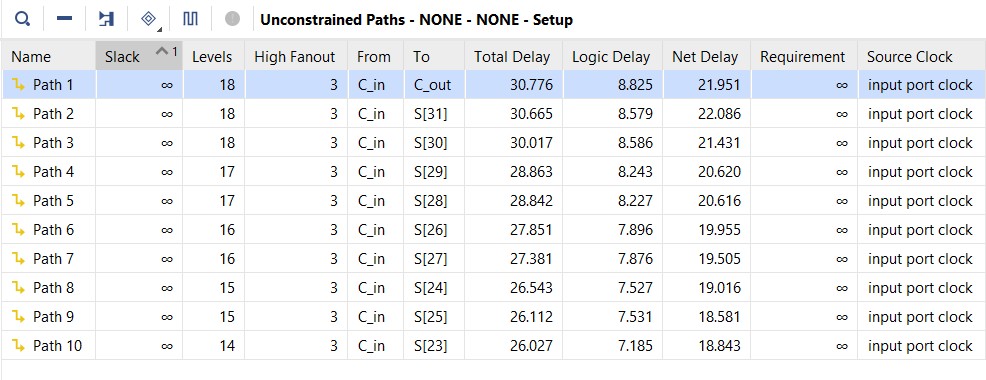 Unconstrained Paths - NONE - NONE - Setup
Name Slack 1 Levels High Fanout From To Total Delay Logic Delay Net Delay Requirement Source Clock
Path 1 ∞ 18 3 C_in C_out 30.776 8.825 21.951 ∞ input port clock
Path 2 ∞ 18 3 C_in S[31] 30.665 8.579 22.086 ∞ input port clock
Path 3 ∞ 18 3 C_in S[30] 30.017 8.586 21.431 ∞ input port clock
Path 4 ∞ 17 3 C_in S[29] 28.863 8.243 20.620 ∞ input port clock
Path 5 ∞ 17 3 C_in S[28] 28.842 8.227 20.616 ∞ input port clock
Path 6 ∞ 16 3 C_in S[26] 27.851 7.896 19.955 ∞ input port clock
Path 7 ∞ 16 3 C_in S[27] 27.381 7.876 19.505 ∞ input port clock
Path 8 ∞ 15 3 C_in S[24] 26.543 7.527 19.016 ∞ input port clock
Path 9 ∞ 15 3 C_in S[25] 26.112 7.531 18.581 ∞ input port clock
Path 10 ∞ 14 3 C_in S[23] 26.027 7.185 18.843 ∞ input port clock